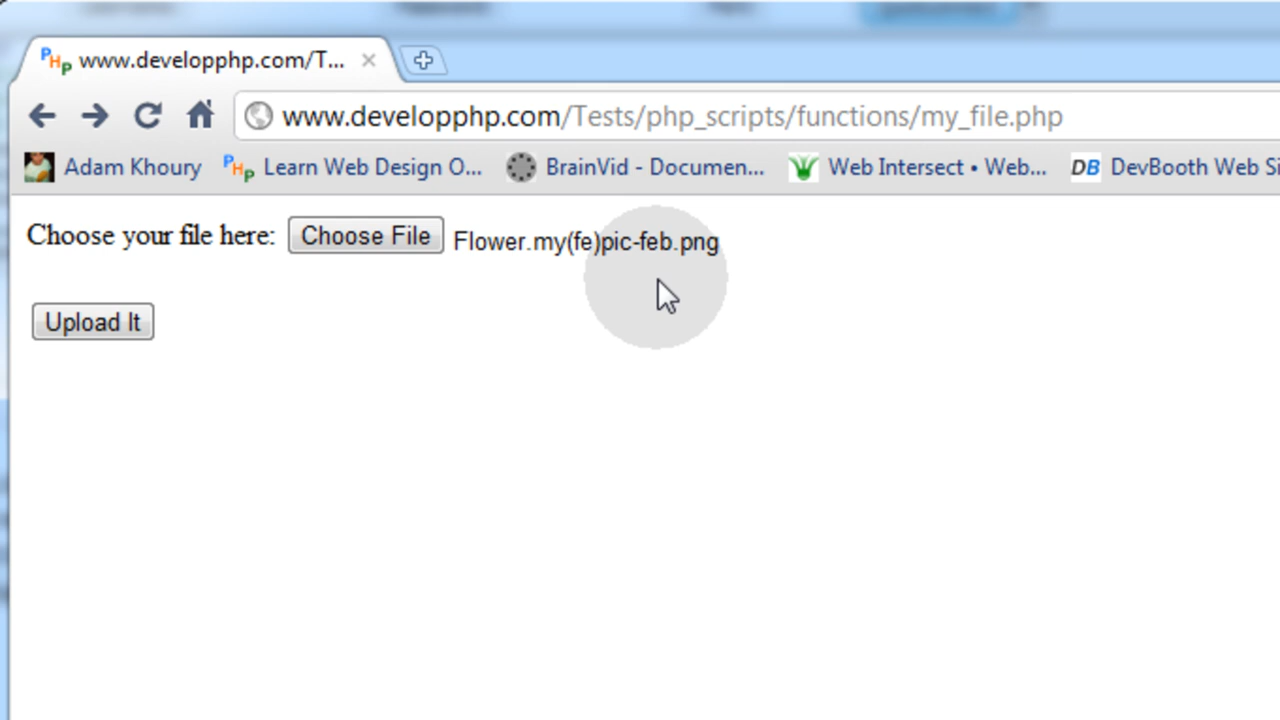 PHP www.developphp.com/T...
www.developphp.com/Tests/php_scripts/functions/my_file.php
Adam Khoury PHP Learn Web Design O... BrainVid - Documen... Web Intersect • Web... DB DevBooth Web Si
Choose your file here: Choose File Flower.my(fe)pic-feb.png
Upload It